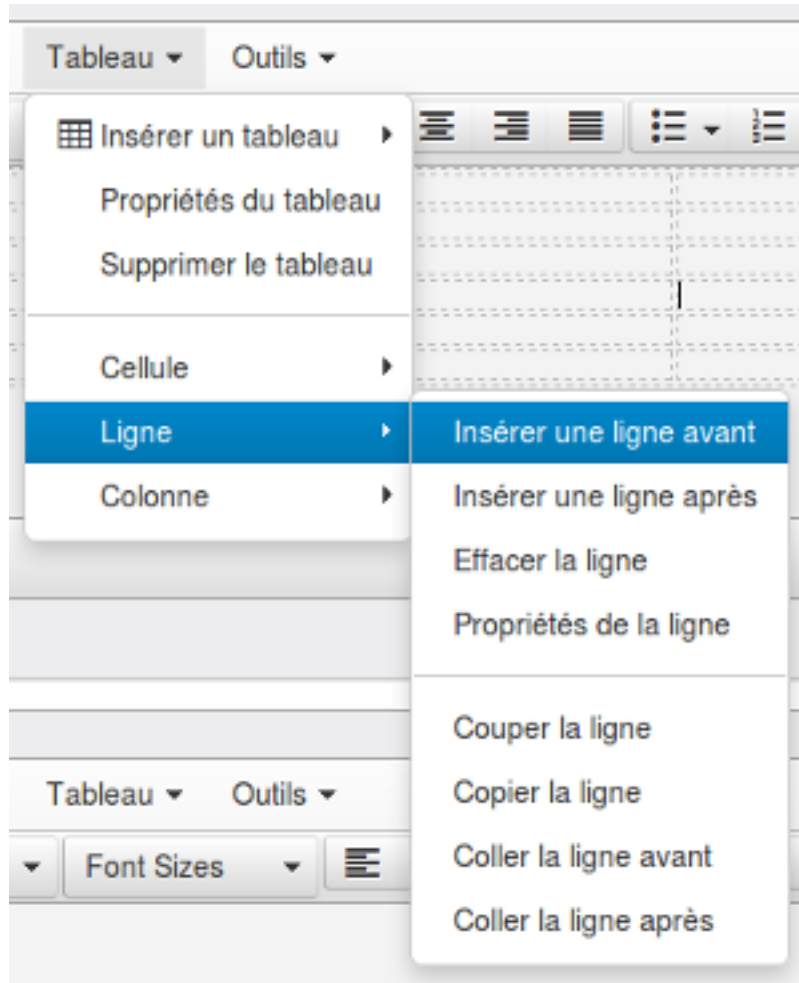 Tableau Outils
Insérer un tableau
Propriétés du tableau
Supprimer le tableau
Cellule
Ligne
Colonne
Insérer une ligne avant
Insérer une ligne après
Effacer la ligne
Propriétés de la ligne
Couper la ligne
Copier la ligne
Coller la ligne avant
Coller la ligne après
Tableau Outils
Font Sizes